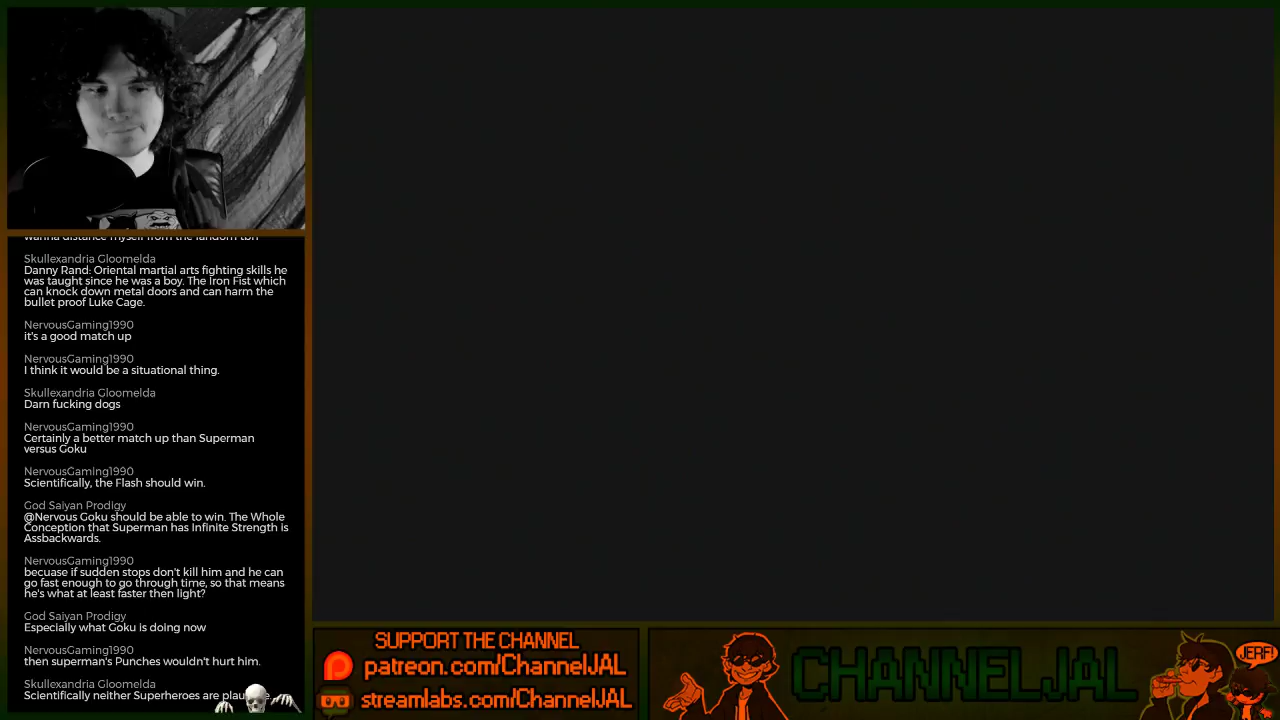 wanna distance myself from the fandom tbh
Skullexandria Gloomelda
Danny Rand: Oriental martial arts fighting skills he
was taught since he was a boy. The Iron Fist which
can knock down metal doors and can harm the
bullet proof Luke Cage.
NervousGaming1990
it's a good match up
NervousGaming1990
I think it would be a situational thing.
Skullexandria Gloomelda
Darn fucking dogs
NervousGaming1990
Certainly a better match up than Superman
versus Goku
NervousGaming1990
Scientifically, the Flash should win.
God Saiyan Prodigy
@Nervous Goku should be able to win. The Whole
Conception that Superman has Infinite Strength is
Assbackwards.
NervousGaming1990
becuase if sudden stops don't kill him and he can
go fast enough to go through time, so that means
he's what at least faster then light?
God Saiyan Prodigy
Especially what Goku is doing now
NervousGaming1990
then superman's Punches wouldn't hurt him.
Skullexandria Gloomelda
Scientifically neither Superheroes are
SUPPORT THE CHANNEL
patreon.com/ChannelJAL
streamlabs.com/ChannelJAL
CHANNELJAL
JERF!